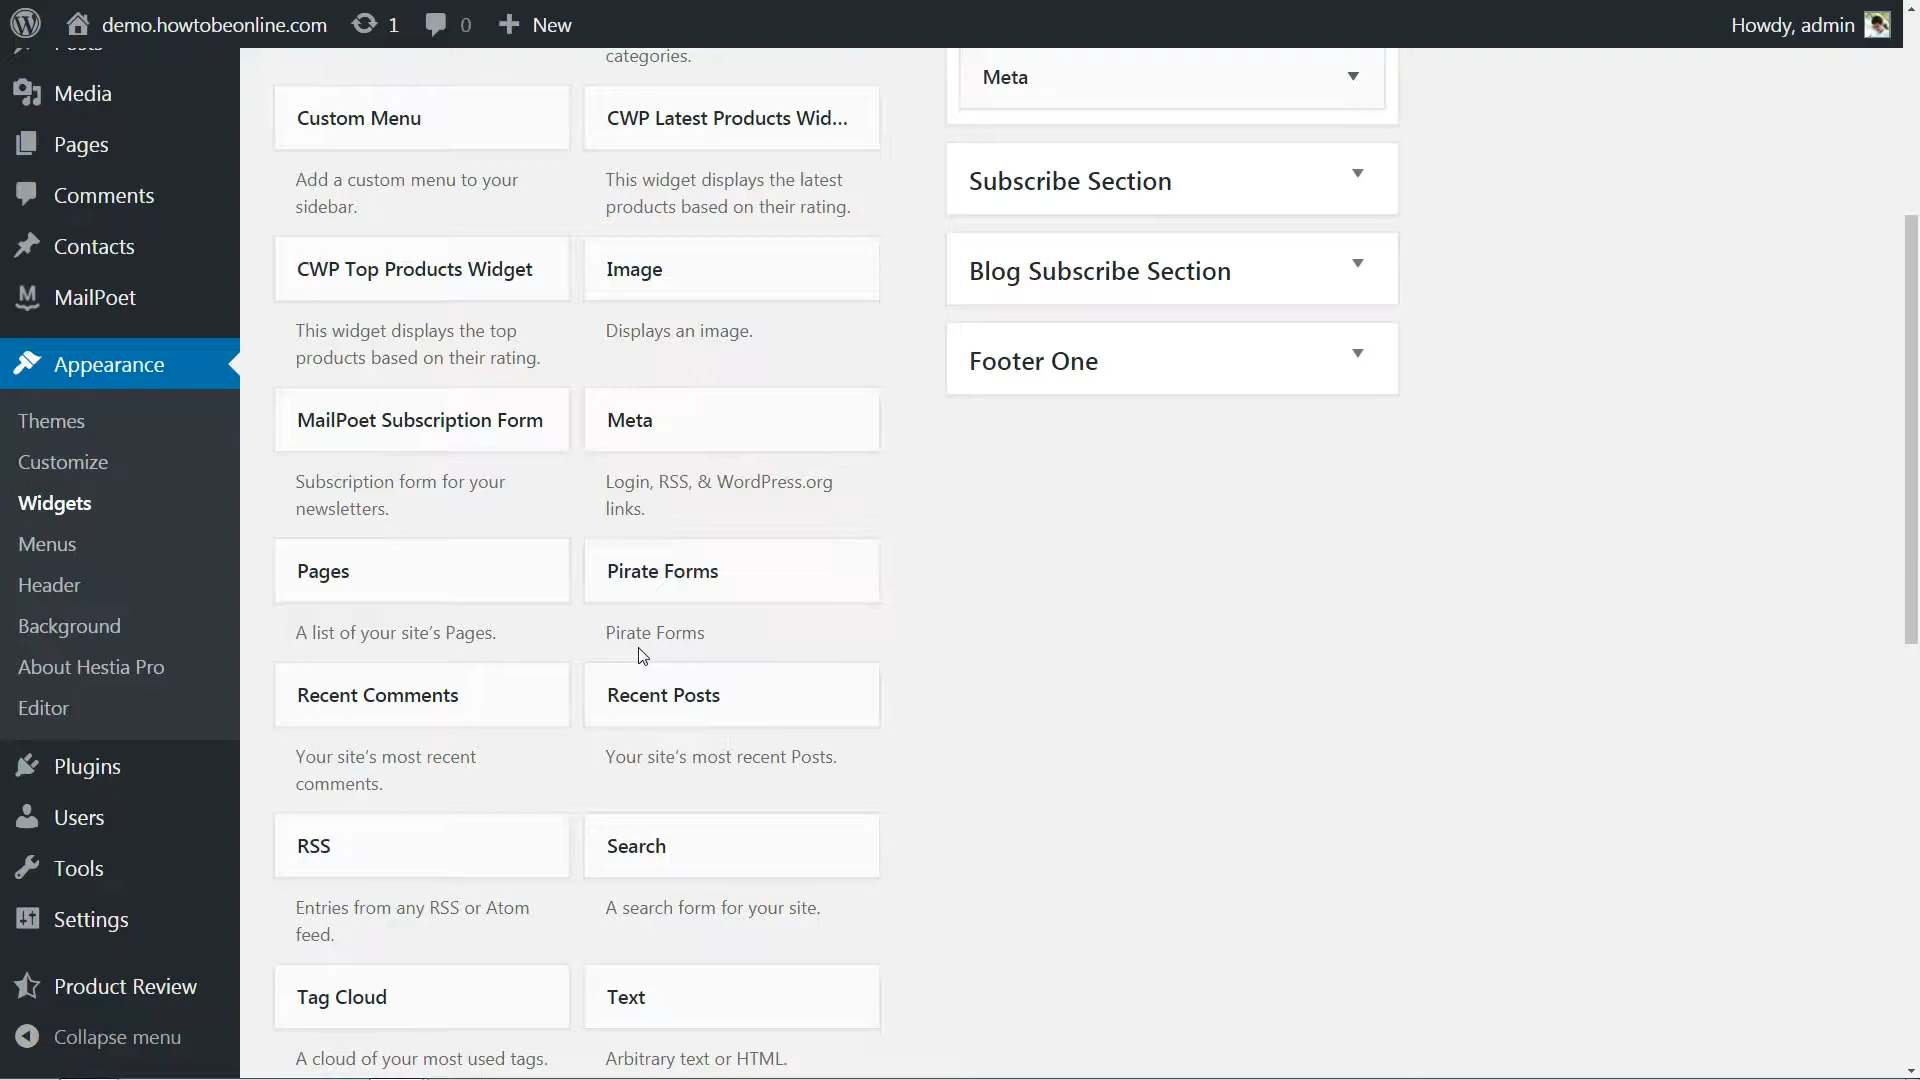 demo.howtobeonline.com 1 0 New
Howdy, admin
Media
Pages
Comments
Contacts
MailPoet
Appearance
Themes
Customize
Widgets
Menus
Header
Background
About Hestia Pro
Editor
Plugins
Users
Tools
Settings
Product Review
Collapse menu
categories.
Custom Menu
Add a custom menu to your
sidebar.
CWP Latest Products Wid...
This widget displays the latest
products based on their rating.
CWP Top Products Widget
This widget displays the top
products based on their rating.
Image
Displays an image.
MailPoet Subscription Form
Subscription form for your
newsletters.
Meta
Login, RSS, & WordPress.org
links.
Pages
A list of your site's Pages.
Pirate Forms
Pirate Forms
Recent Comments
Your site's most recent
comments.
Recent Posts
Your site's most recent Posts.
RSS
Entries from any RSS or Atom
feed.
Search
A search form for your site.
Tag Cloud
A cloud of your most used tags.
Text
Arbitrary text or HTML.
Meta
Subscribe Section
Blog Subscribe Section
Footer One